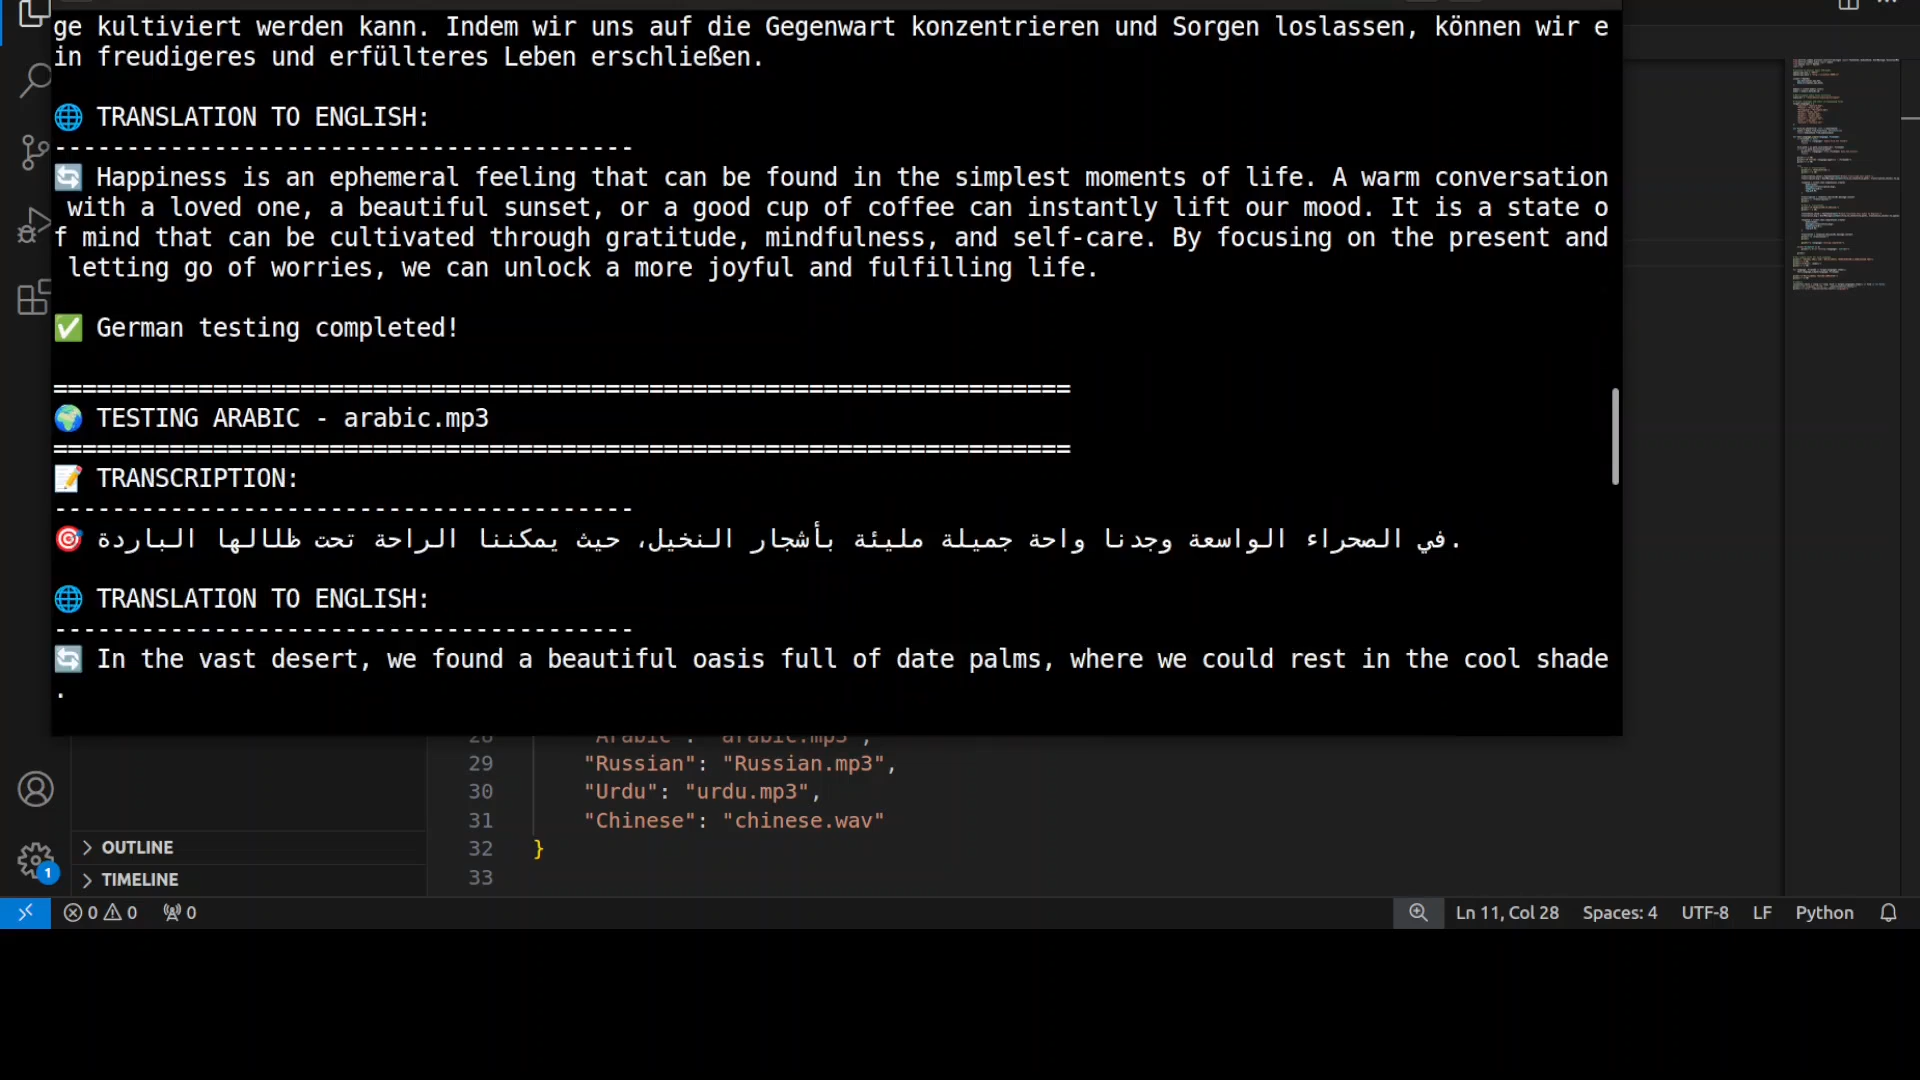 ge kultiviert werden kann. Indem wir uns auf die Gegenwart konzentrieren und Sorgen loslassen, können wir e
in freudigeres und erfüllteres Leben erschließen.
🌐 TRANSLATION TO ENGLISH:
----------------------------------------
🔄 Happiness is an ephemeral feeling that can be found in the simplest moments of life. A warm conversation
with a loved one, a beautiful sunset, or a good cup of coffee can instantly lift our mood. It is a state o
f mind that can be cultivated through gratitude, mindfulness, and self-care. By focusing on the present and
letting go of worries, we can unlock a more joyful and fulfilling life.
✅ German testing completed!
======================================================================
🌍 TESTING ARABIC - arabic.mp3
======================================================================
📝 TRANSCRIPTION:
----------------------------------------
🎯 في الصحراء الواسعة وجدنا واحة جميلة مليئة بأشجار النخيل، حيث يمكننا الراحة تحت ظلالها الباردة.
🌐 TRANSLATION TO ENGLISH:
----------------------------------------
🔄 In the vast desert, we found a beautiful oasis full of date palms, where we could rest in the cool shade
.
28 "Arabic": "arabic.mp3",
29 "Russian": "Russian.mp3",
30 "Urdu": "urdu.mp3",
31 "Chinese": "chinese.wav"
32 }
33
OUTLINE
TIMELINE
1
0 0 0 Ln 11, Col 28 Spaces: 4 UTF-8 LF Python